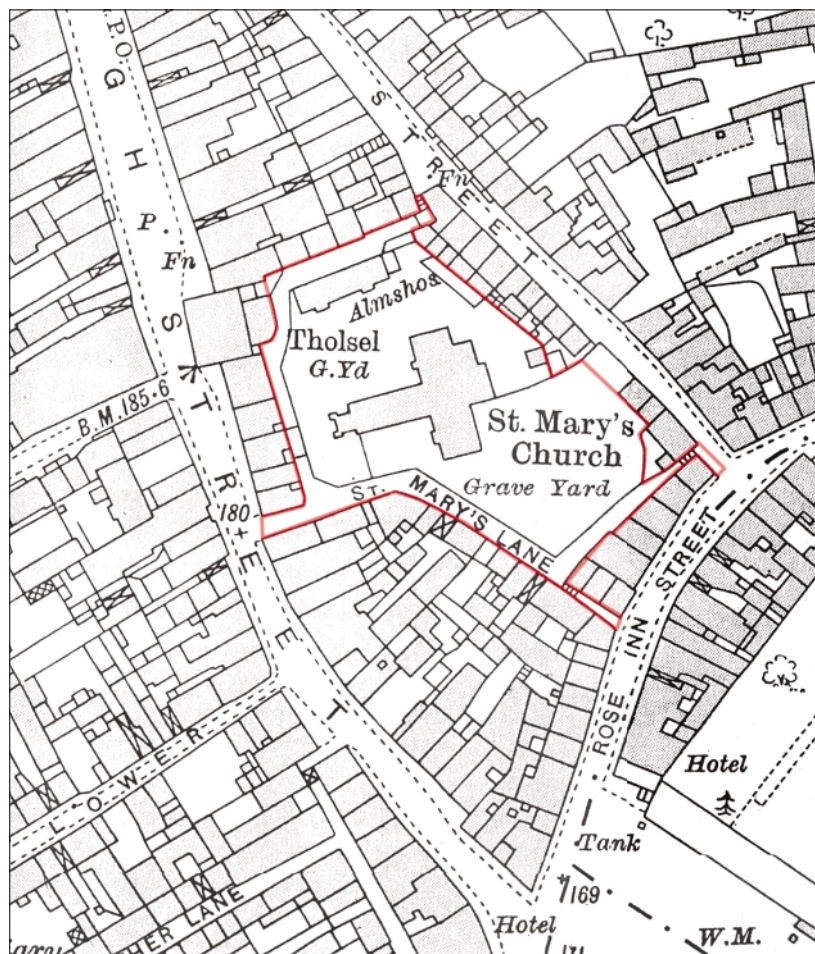 P.O.
GH
STREET
P.
Fn
STREET
Fn
Almshos.
Tholsel
G.Yd
B.M.185·6
St. Mary's
Church
Grave Yard
ST. MARY'S LANE
180
ROSE INN STREET
LOWER
Hotel
Tank
169
Hotel
W.M.
HER LANE